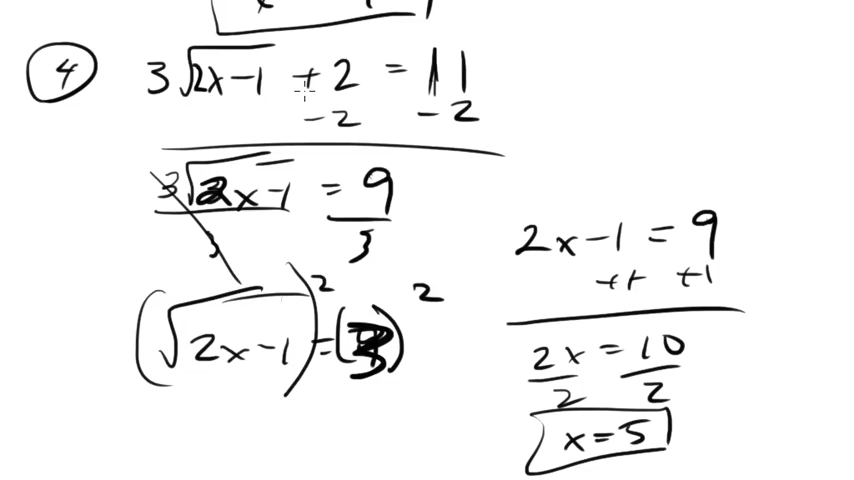 ④ 3√(2x-1) + 2 = 11
-2 -2
3√(2x-1) = 9
3 3
(√(2x-1))² = (3)²
2x-1 = 9
+1 +1
2x = 10
2 2
x=5